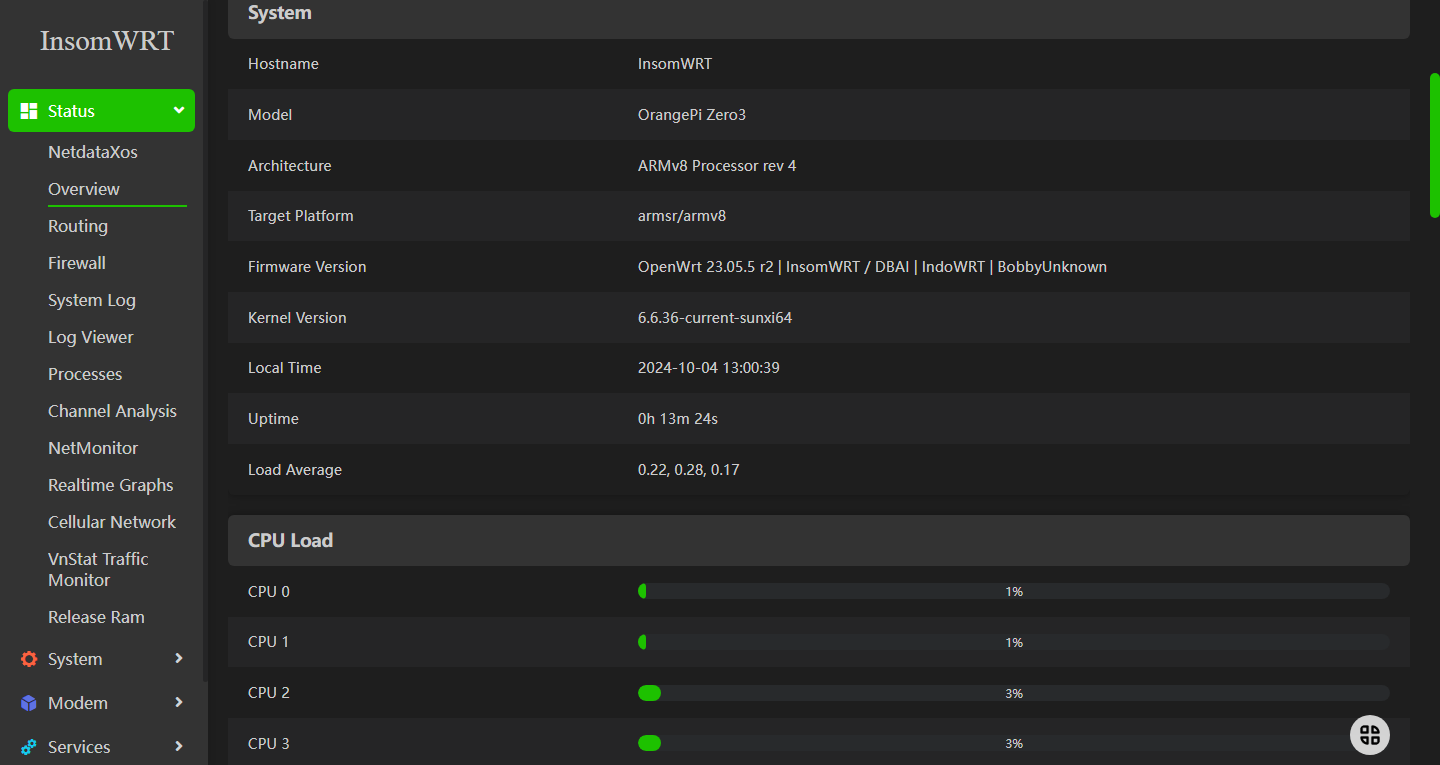 InsomWRT
Status
NetdataXos
Overview
Routing
Firewall
System Log
Log Viewer
Processes
Channel Analysis
NetMonitor
Realtime Graphs
Cellular Network
VnStat Traffic
Monitor
Release Ram
System
Modem
Services
System
Hostname InsomWRT
Model OrangePi Zero3
Architecture ARMv8 Processor rev 4
Target Platform armsr/armv8
Firmware Version OpenWrt 23.05.5 r2 | InsomWRT / DBAI | IndoWRT | BobbyUnknown
Kernel Version 6.6.36-current-sunxi64
Local Time 2024-10-04 13:00:39
Uptime 0h 13m 24s
Load Average 0.22, 0.28, 0.17
CPU Load
CPU 0 1%
CPU 1 1%
CPU 2 3%
CPU 3 3%